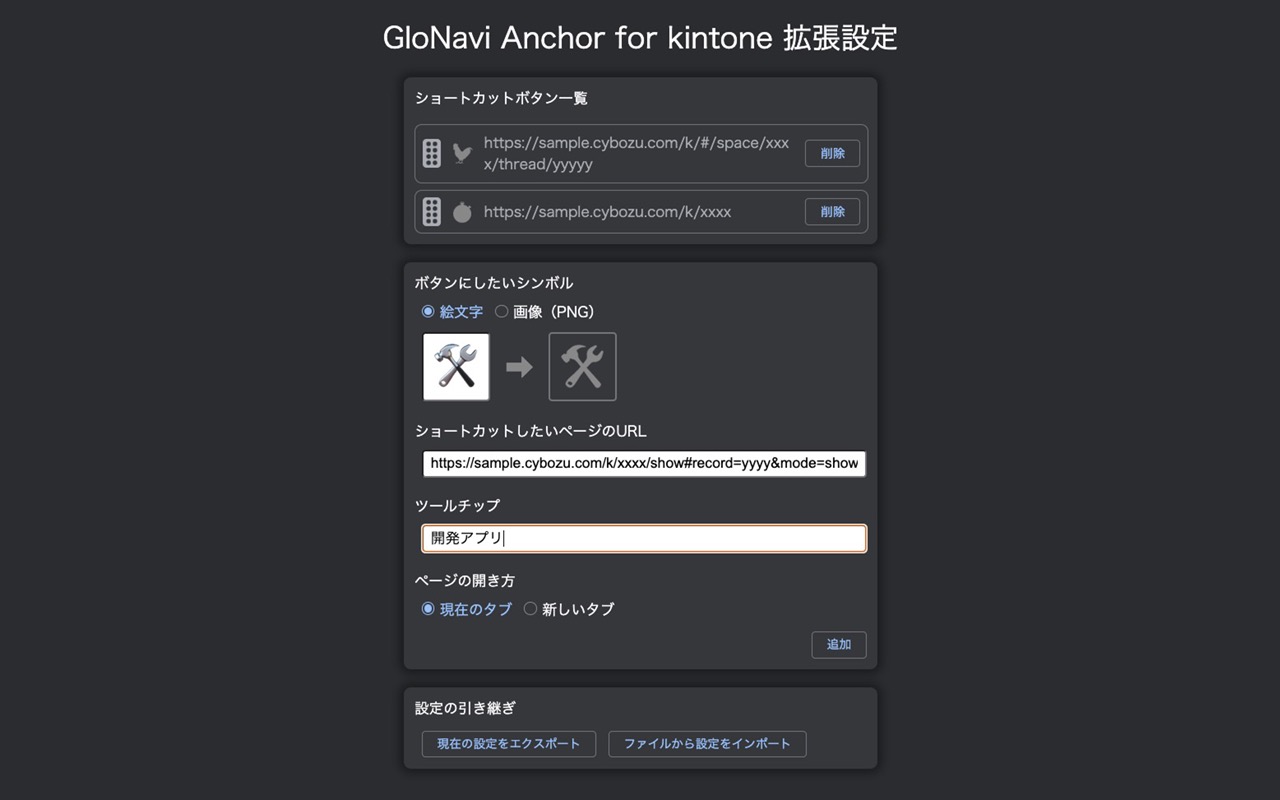 GloNavi Anchor for kintone 拡張設定
ショートカットボタン一覧
https://sample.cybozu.com/k/#/space/xxx
x/thread/yyyyy
削除
https://sample.cybozu.com/k/xxxx
削除
ボタンにしたいシンボル
絵文字 画像（PNG）
ショートカットしたいページのURL
https://sample.cybozu.com/k/xxxx/show#record=yyyy&mode=show
ツールチップ
開発アプリ
ページの開き方
現在のタブ 新しいタブ
追加
設定の引き継ぎ
現在の設定をエクスポート ファイルから設定をインポート